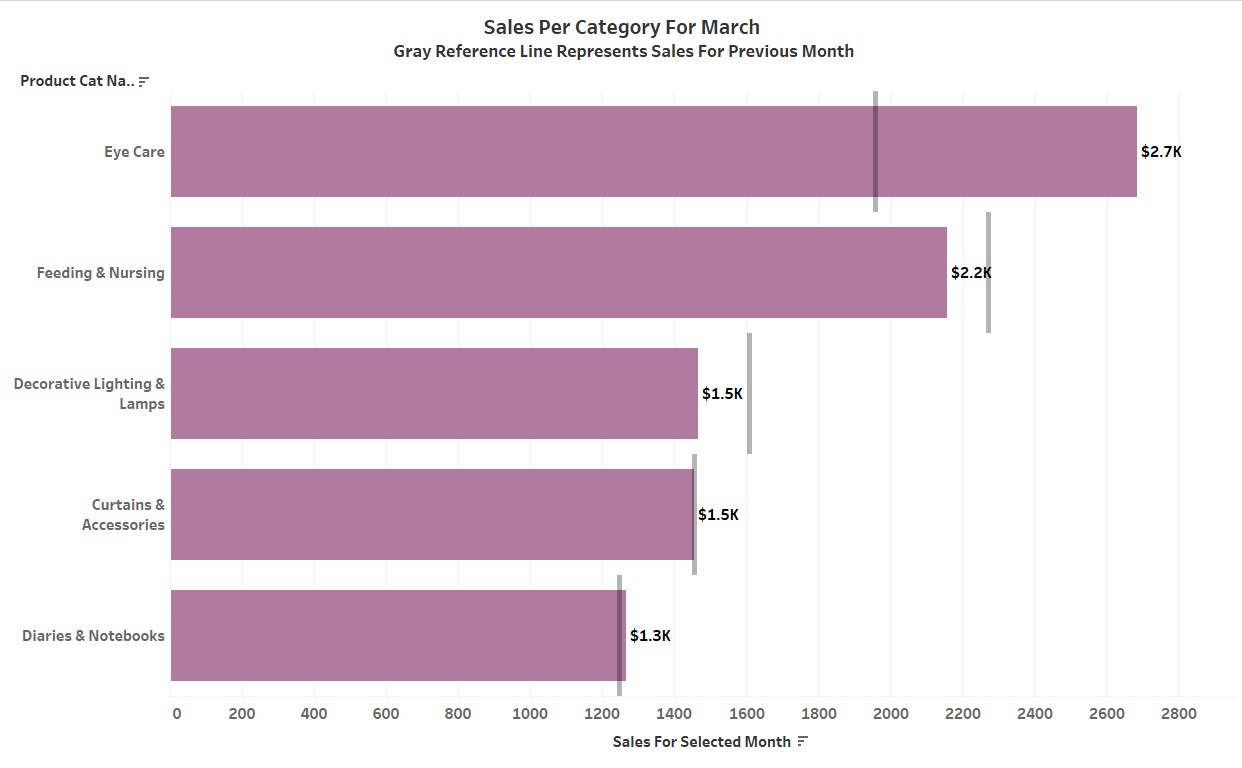 Sales Per Category For March
Gray Reference Line Represents Sales For Previous Month
Product Cat Na..
Eye Care
$2.7K
Feeding & Nursing
$2.2K
Decorative Lighting &
Lamps
$1.5K
Curtains &
Accessories
$1.5K
Diaries & Notebooks
$1.3K
0 200 400 600 800 1000 1200 1400 1600 1800 2000 2200 2400 2600 2800
Sales For Selected Month